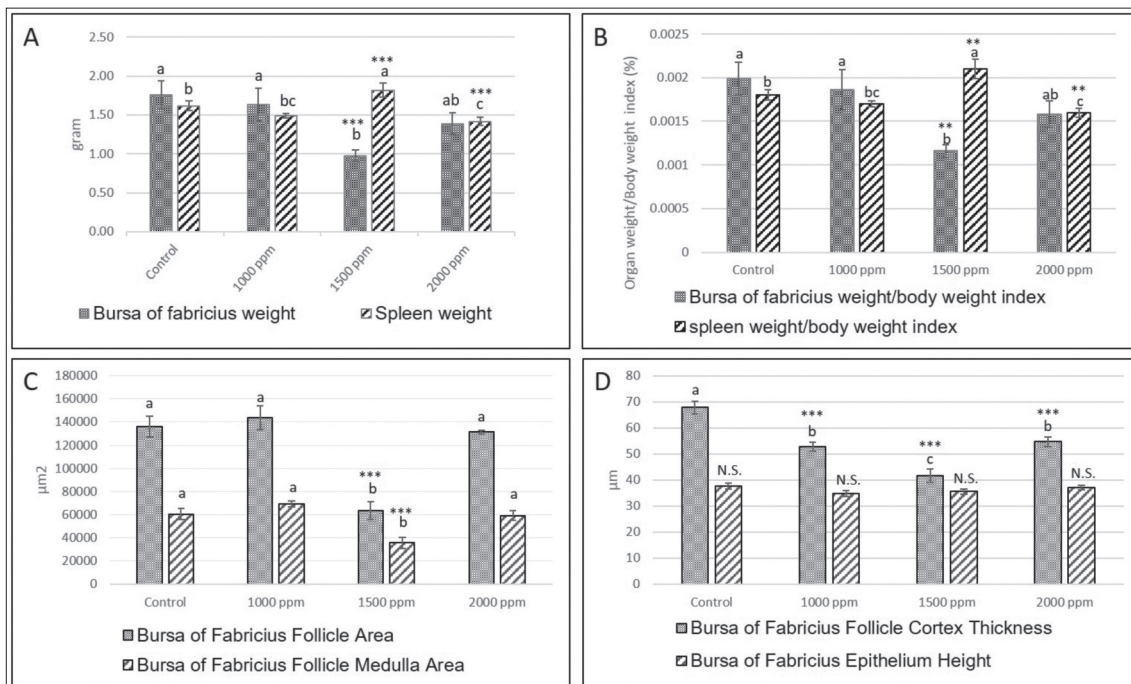 A
2.50
2.00
1.50
1.00
0.50
0.00
gram
a
b
a
bc
***
b
***
a
ab
***
c
Control
1000 ppm
1500 ppm
2000 ppm
Bursa of fabricius weight
Spleen weight
B
0.0025
0.002
0.0015
0.001
0.0005
0
Organ weight/Body weight index (%)
a
b
a
bc
**
b
**
a
ab
**
c
Control
1000 ppm
1500 ppm
2000 ppm
Bursa of fabricius weight/body weight index
spleen weight/body weight index
C
180000
160000
140000
120000
100000
80000
60000
40000
20000
0
µm2
a
a
a
a
***
b
***
b
a
a
Control
1000 ppm
1500 ppm
2000 ppm
Bursa of Fabricius Follicle Area
Bursa of Fabricius Follicle Medulla Area
D
80
70
60
50
40
30
20
10
0
µm
a
N.S.
***
b
N.S.
***
c
N.S.
***
b
N.S.
Control
1000 ppm
1500 ppm
2000 ppm
Bursa of Fabricius Follicle Cortex Thickness
Bursa of Fabricius Epithelium Height